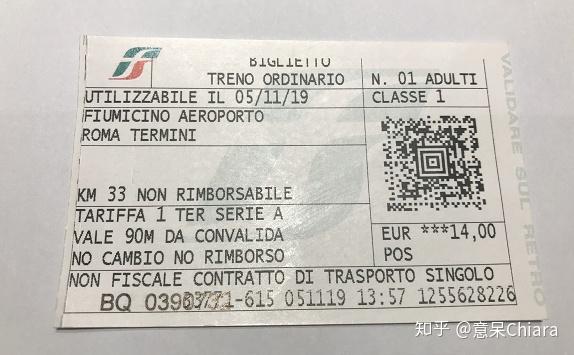 BIGLIETTO
TRENO ORDINARIO
N. 01 ADULTI
UTILIZZABILE IL 05/11/19
CLASSE 1
FIUMICINO AEROPORTO
ROMA TERMINI
KM 33 NON RIMBORSABILE
TARIFFA 1 TER SERIE A
VALE 90M DA CONVALIDA
NO CAMBIO NO RIMBORSO
EUR ***14,00
POS
NON FISCALE CONTRATTO DI TRASPORTO SINGOLO
BQ 051119 13:57 1255628226
VALIDARE SUL RETRO
知乎 @意呆Chiara